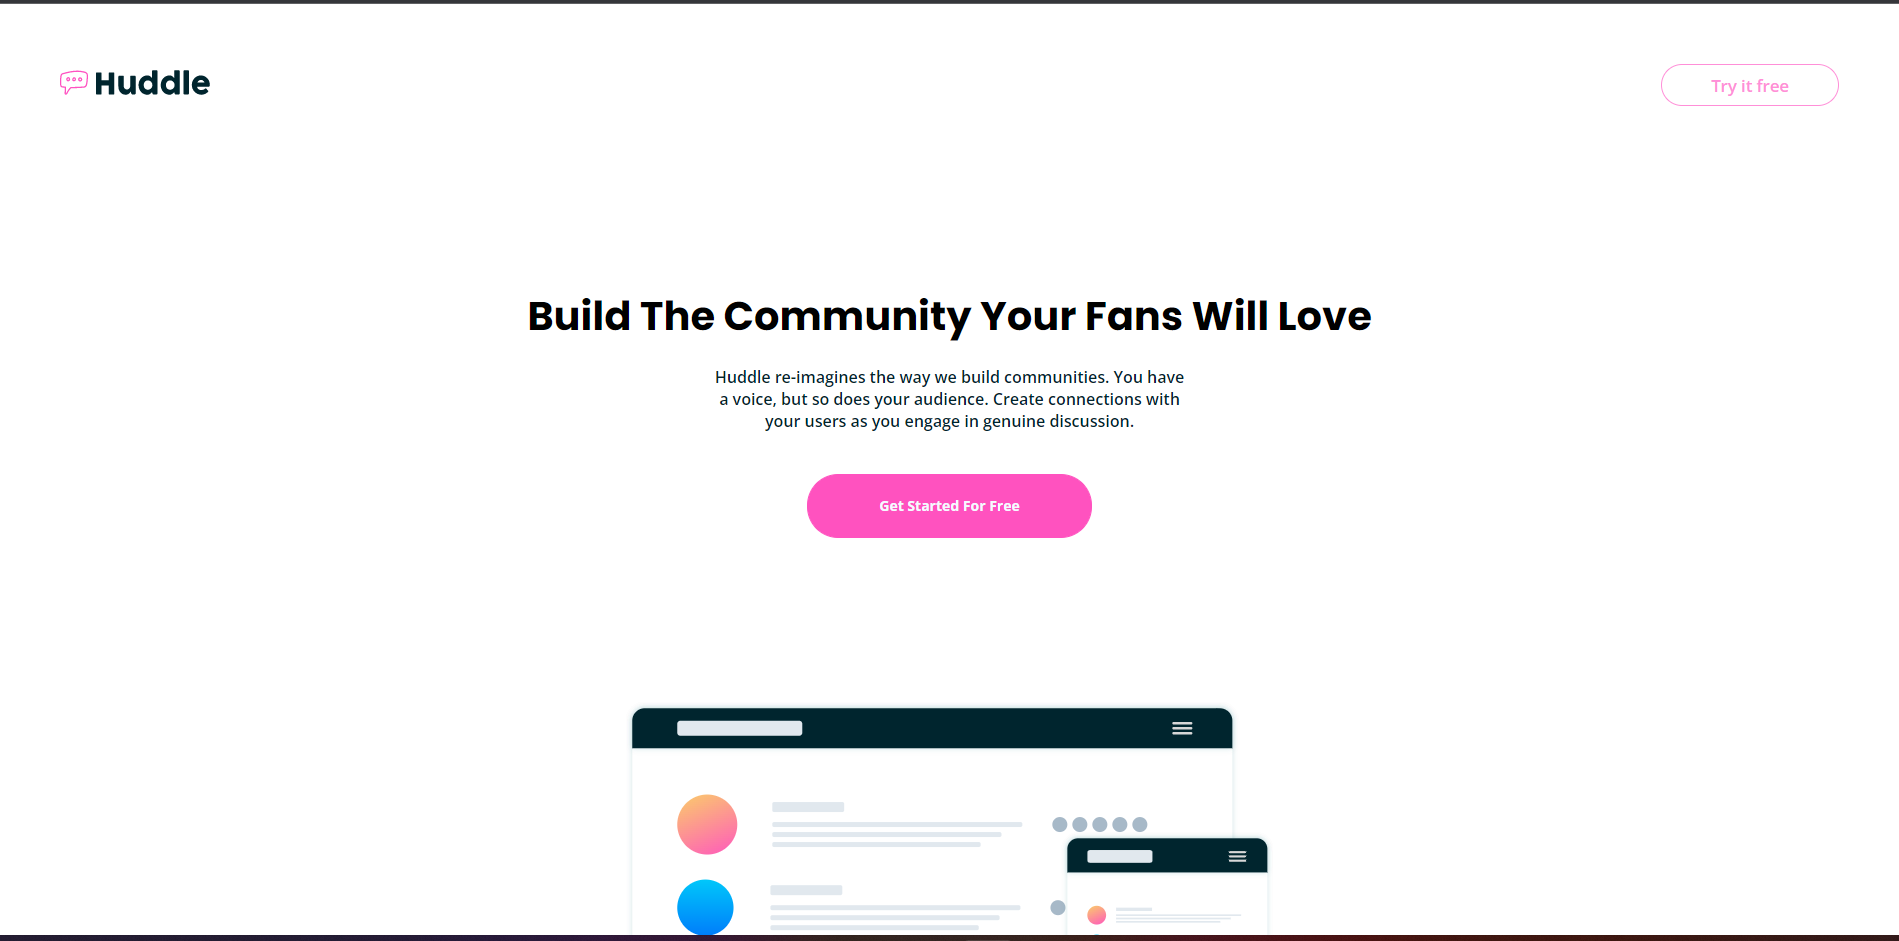 Huddle
Try it free
Build The Community Your Fans Will Love
Huddle re-imagines the way we build communities. You have
a voice, but so does your audience. Create connections with
your users as you engage in genuine discussion.
Get Started For Free